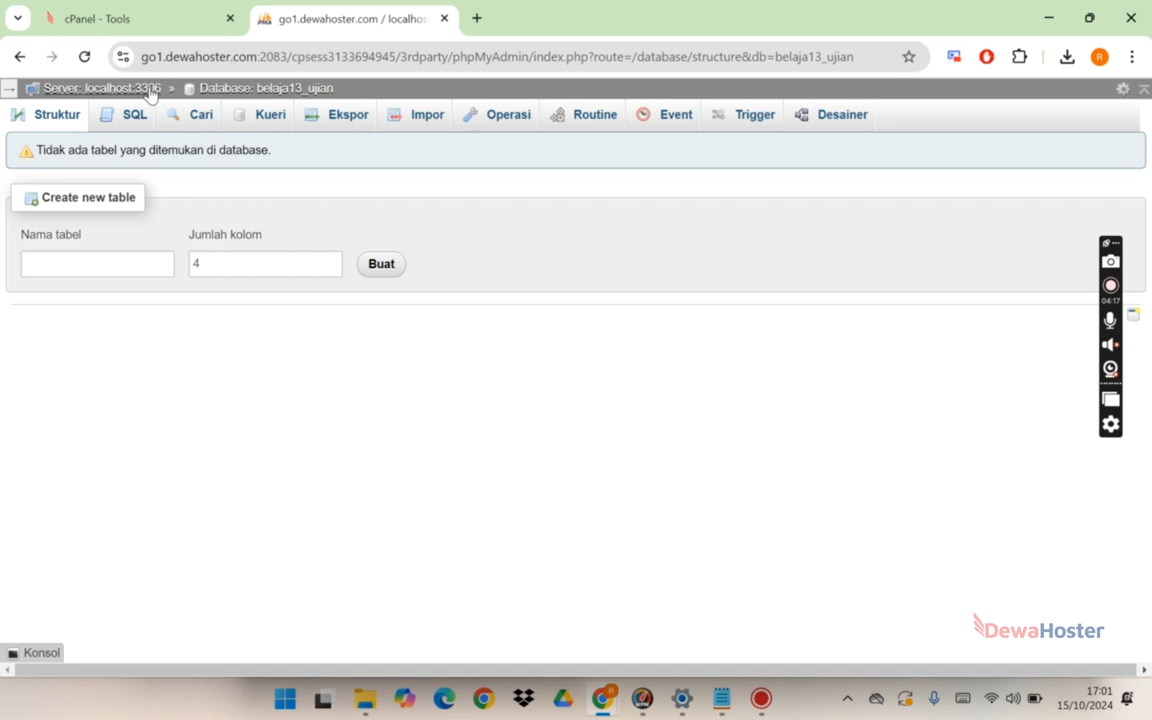 cPanel - Tools
go1.dewahoster.com / localhos
go1.dewahoster.com:2083/cpsess3133694945/3rdparty/phpMyAdmin/index.php?route=/database/structure&db=belaja13_ujian
R
Server: localhost:3306 » Database: belaja13_ujian
Struktur SQL Cari Kueri Ekspor Impor Operasi Routine Event Trigger Desainer
Tidak ada tabel yang ditemukan di database.
Create new table
Nama tabel Jumlah kolom
4 Buat
04:17
DewaHoster
Konsol
17:01
15/10/2024